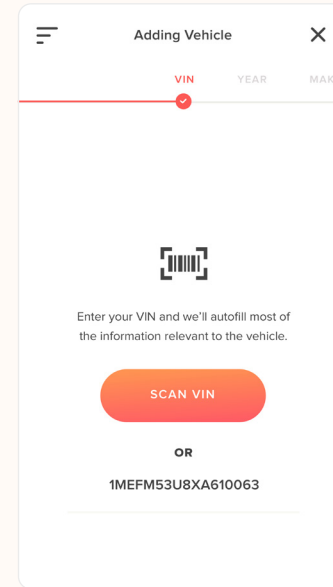 Adding Vehicle
VIN YEAR MAK
Enter your VIN and we'll autofill most of
the information relevant to the vehicle.
SCAN VIN
OR
1MEFM53U8XA610063